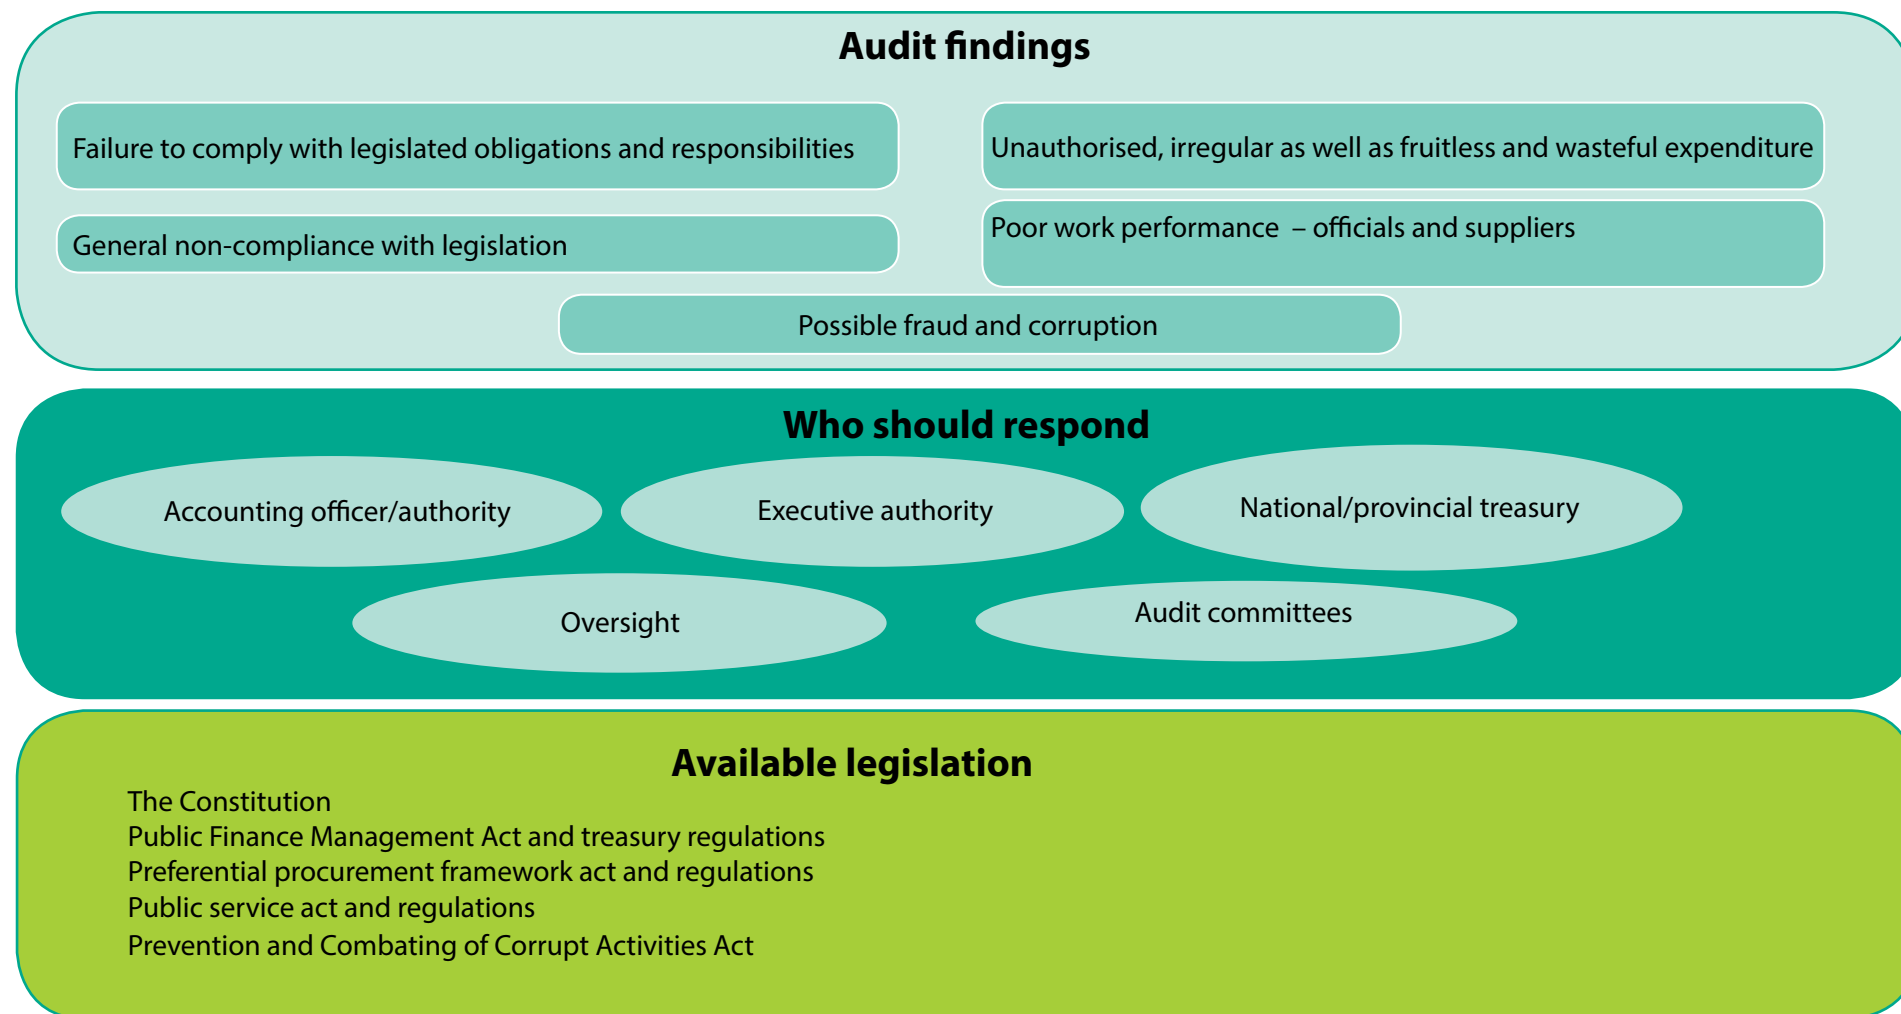 Audit findings
Failure to comply with legislated obligations and responsibilities
Unauthorised, irregular as well as fruitless and wasteful expenditure
General non-compliance with legislation
Poor work performance – officials and suppliers
Possible fraud and corruption
Who should respond
Accounting officer/authority
Executive authority
National/provincial treasury
Oversight
Audit committees
Available legislation
The Constitution
Public Finance Management Act and treasury regulations
Preferential procurement framework act and regulations
Public service act and regulations
Prevention and Combating of Corrupt Activities Act